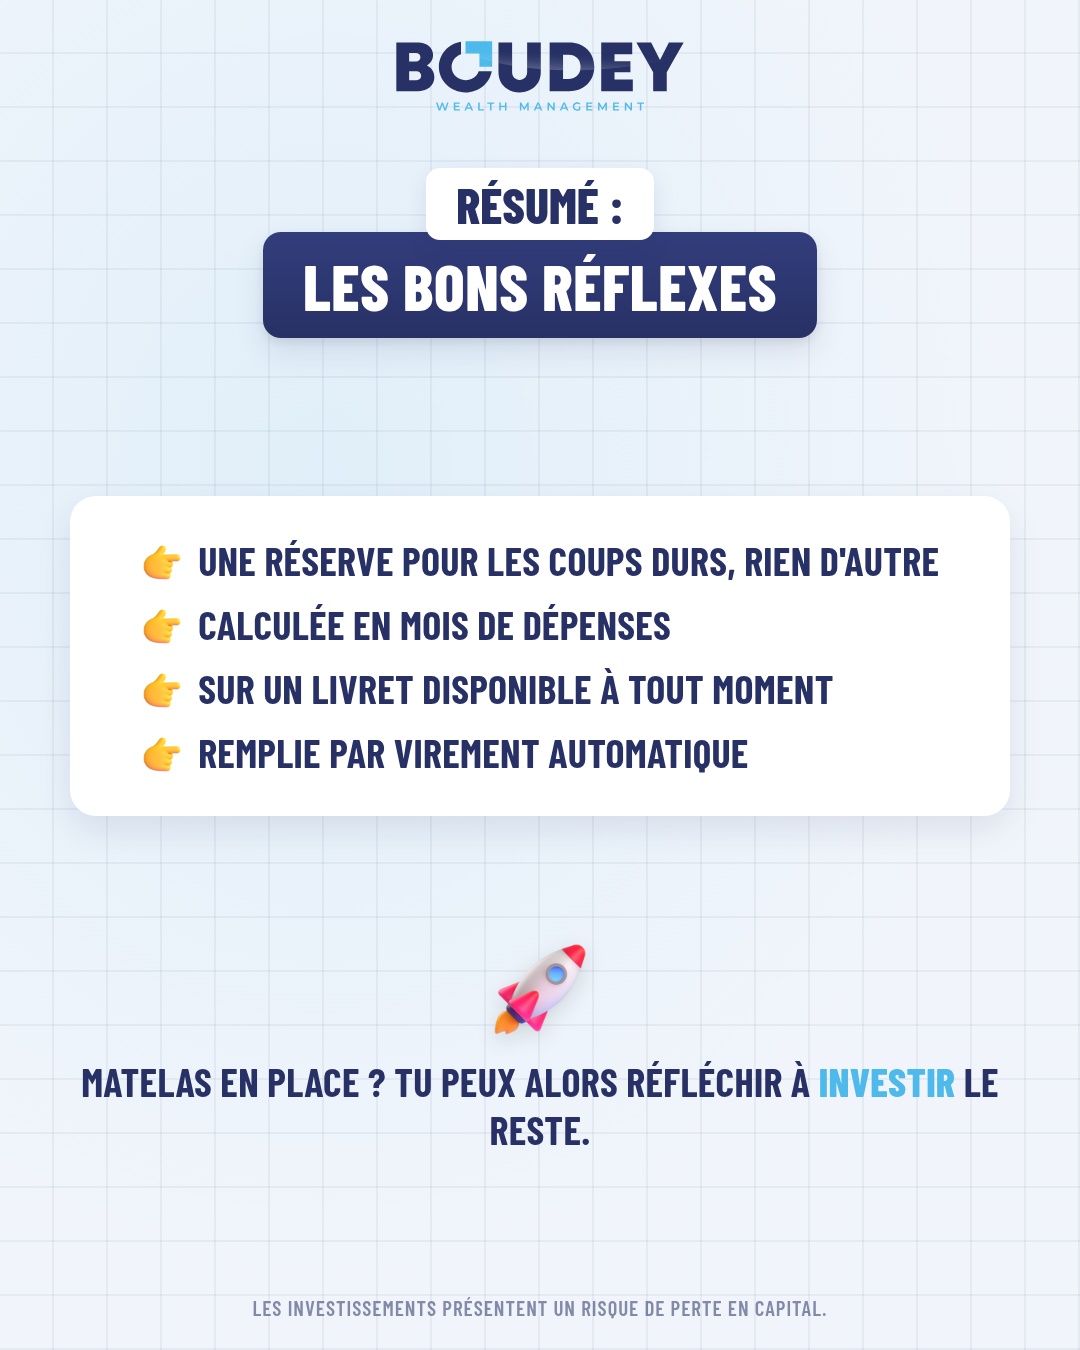 BOUDEY
WEALTH MANAGEMENT
RÉSUMÉ :
LES BONS RÉFLEXES
👉 UNE RÉSERVE POUR LES COUPS DURS, RIEN D'AUTRE
👉 CALCULÉE EN MOIS DE DÉPENSES
👉 SUR UN LIVRET DISPONIBLE À TOUT MOMENT
👉 REMPLIE PAR VIREMENT AUTOMATIQUE
MATELAS EN PLACE ? TU PEUX ALORS RÉFLÉCHIR À INVESTIR LE
RESTE.
LES INVESTISSEMENTS PRÉSENTENT UN RISQUE DE PERTE EN CAPITAL.